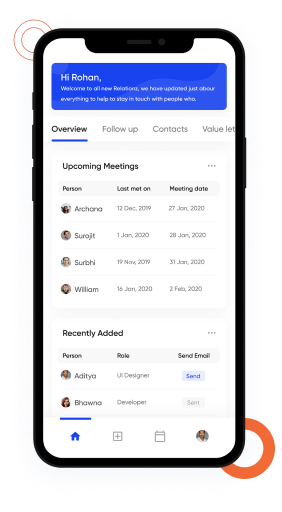 Hi Rohan,
Welcome to all new Relationz, we have updated just abour
everything to help to stay in touch with people who.
Overview Follow up Contacts Value let
Upcoming Meetings
Person Last met on Meeting date
Archana 12 Dec, 2019 27 Jan, 2020
Surojit 1 Jan, 2020 28 Jan, 2020
Surbhi 19 Nov, 2019 31 Jan, 2020
William 16 Jan, 2020 2 Feb, 2020
Recently Added
Person Role Send Email
Aditya UI Designer Send
Bhawna Developer Sent